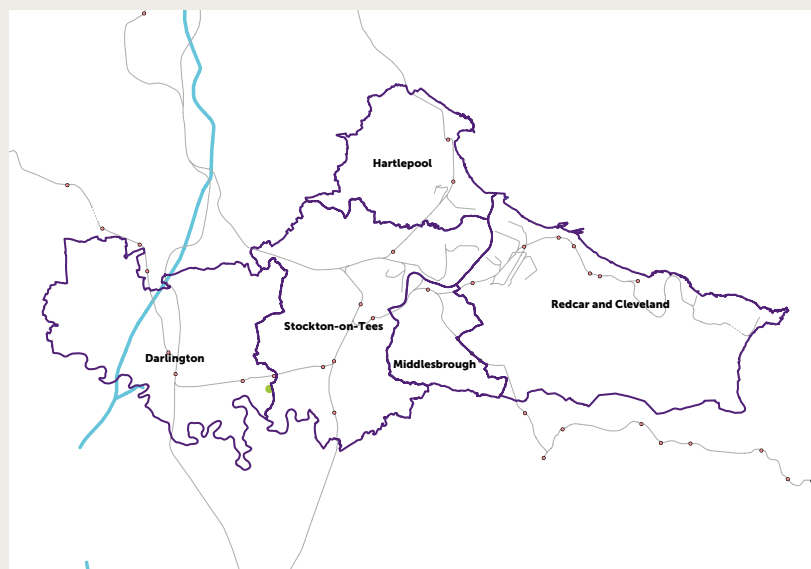 Hartlepool
Redcar and Cleveland
Stockton-on-Tees
Darlington
Middlesbrough